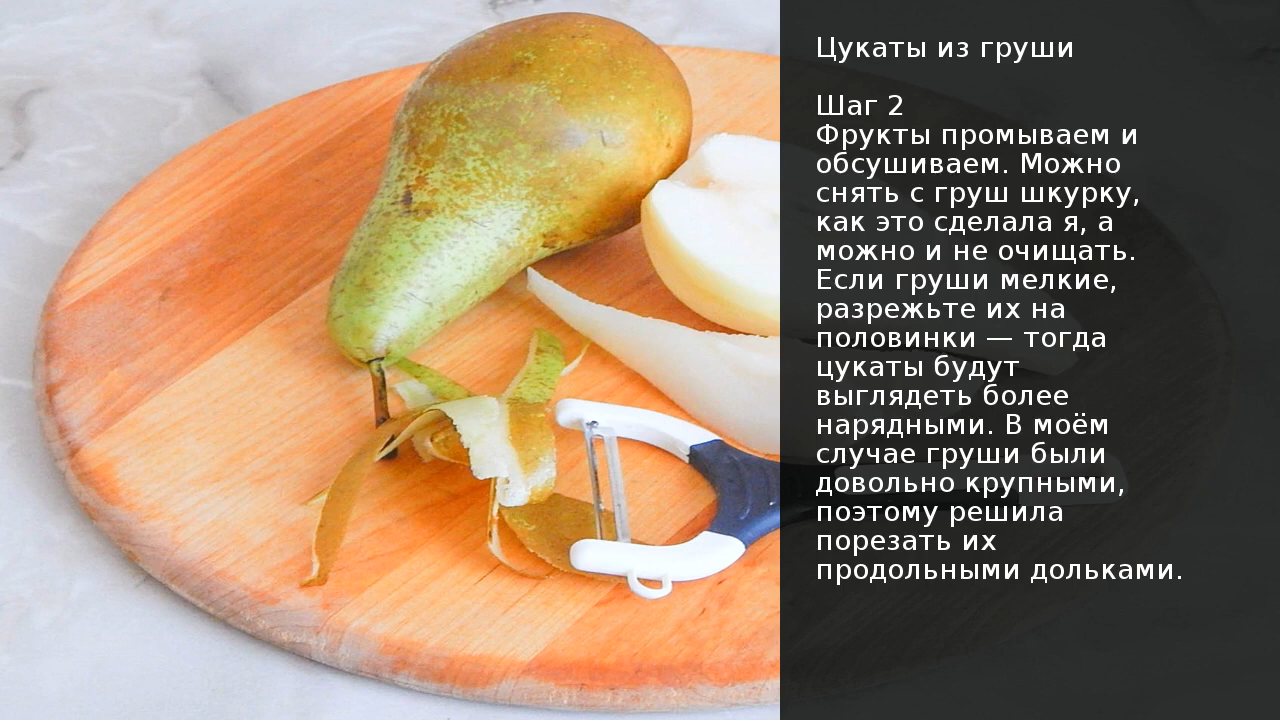 Цукаты из груши
Шаг 2
Фрукты промываем и
обсушиваем. Можно
снять с груш шкурку,
как это сделала я, а
можно и не очищать.
Если груши мелкие,
разрежьте их на
половинки — тогда
цукаты будут
выглядеть более
нарядными. В моём
случае груши были
довольно крупными,
поэтому решила
порезать их
продольными дольками.